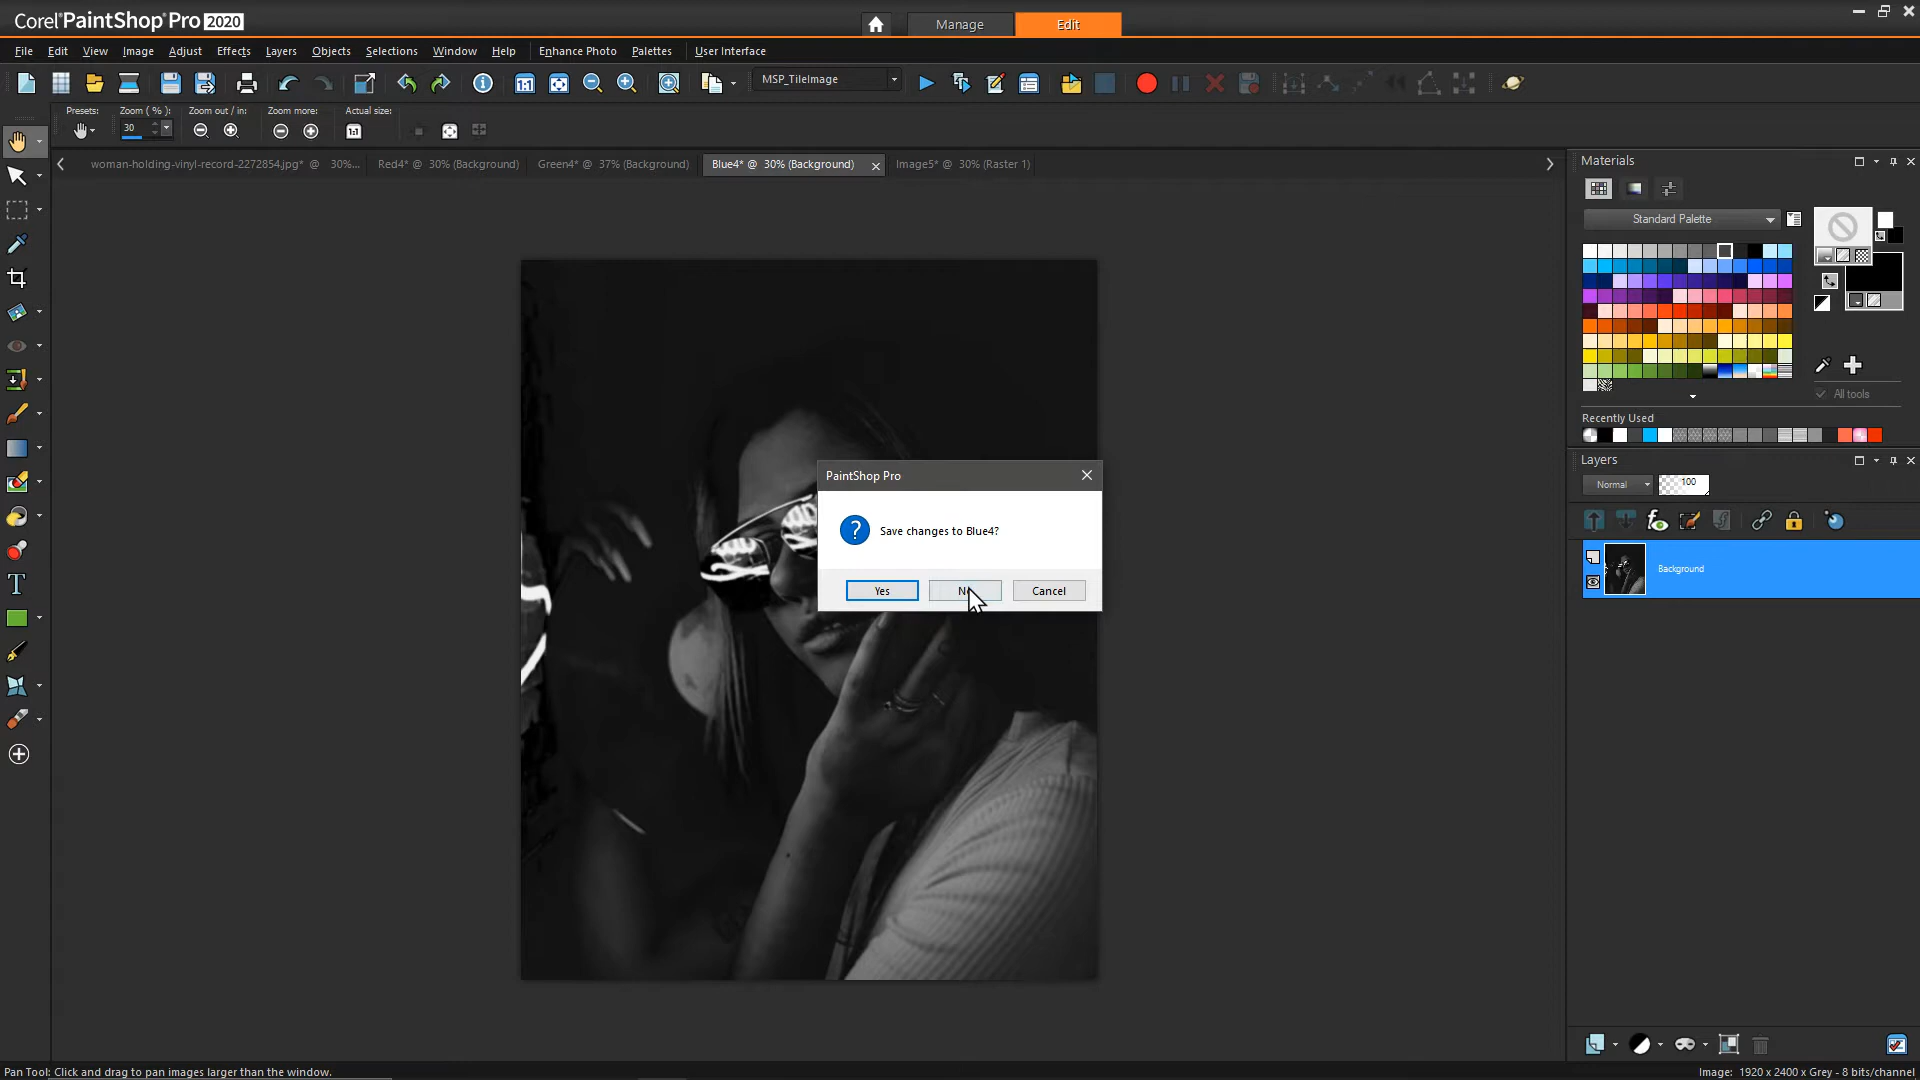 Corel PaintShop Pro 2020
Manage
Edit
File Edit View Image Adjust Effects Layers Objects Selections Window Help Enhance Photo Palettes User Interface
MSP_TileImage
Presets: Zoom ( % ): Zoom out / in: Zoom more: Actual size:
30
woman-holding-vinyl-record-2272854.jpg* @ 30%... Red4* @ 30% (Background) Green4* @ 37% (Background) Blue4* @ 30% (Background) Image5* @ 30% (Raster 1)
Materials
Standard Palette
All tools
Recently Used
Layers
Normal 100
Background
PaintShop Pro
Save changes to Blue4?
Yes No Cancel
Pan Tool: Click and drag to pan images larger than the window.
Image: 1920 x 2400 x Grey - 8 bits/channel